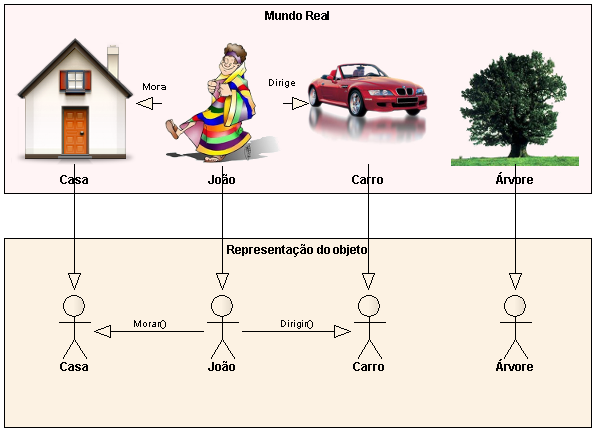 Mundo Real
Mora
Dirige
Casa
João
Carro
Árvore
Representação do objeto
Morar()
Dirigir()
Casa
João
Carro
Árvore